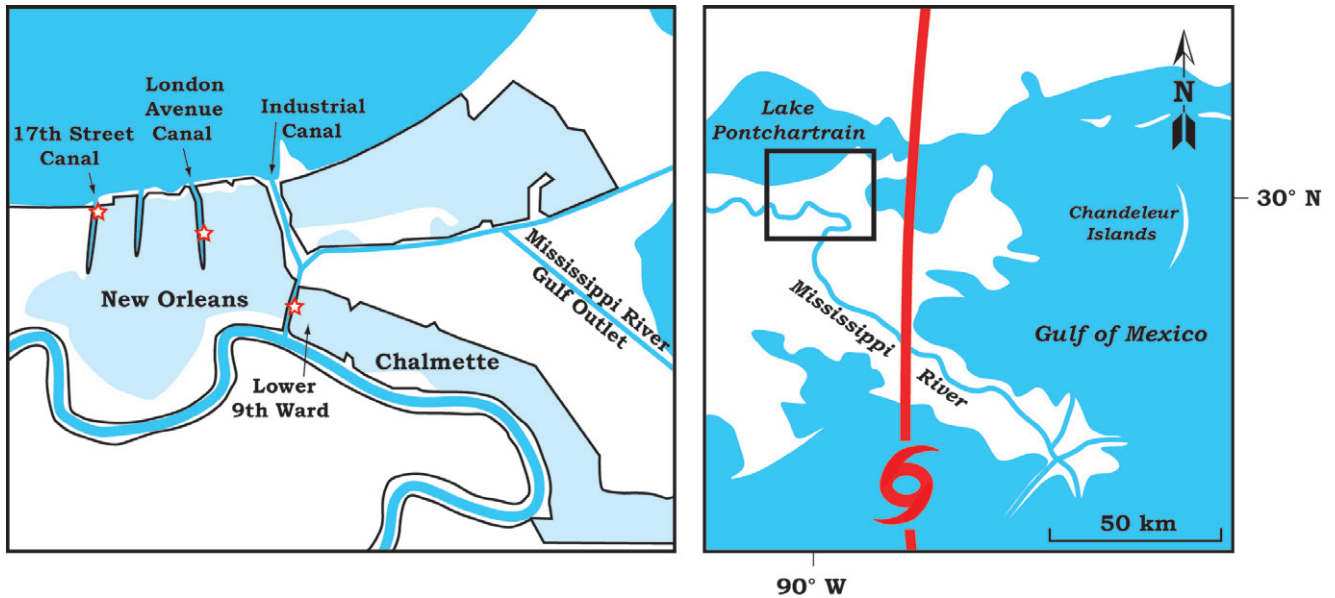 London
Avenue
Canal
Industrial
Canal
17th Street
Canal
New Orleans
Mississippi River
Gulf Outlet
Chalmette
Lower
9th Ward
Lake
Pontchartrain
N
30° N
Chandeleur
Islands
Mississippi
River
Gulf of Mexico
50 km
90° W